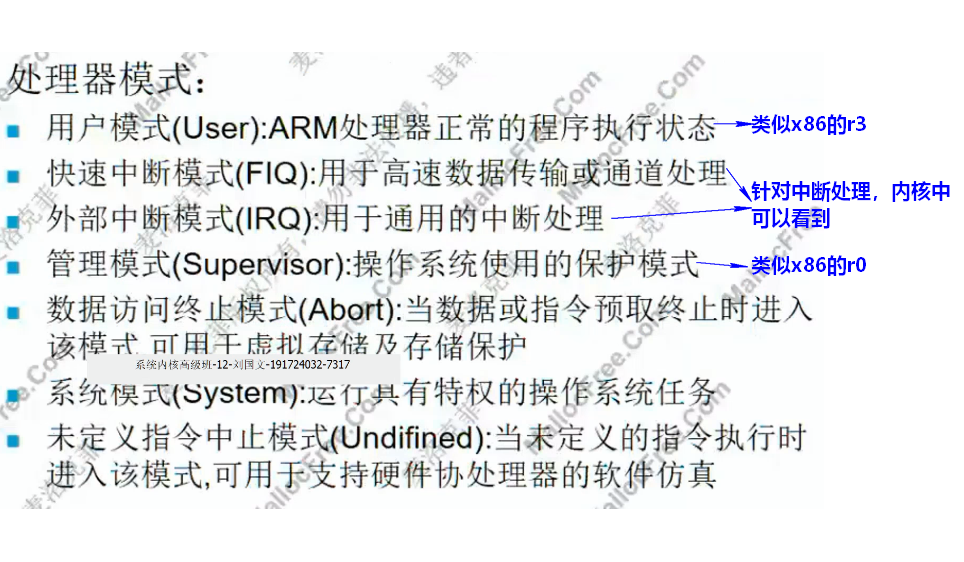 处理器模式：
用户模式(User):ARM处理器正常的程序执行状态
类似x86的r3
快速中断模式(FIQ):用于高速数据传输或通道处理
针对中断处理，内核中
可以看到
外部中断模式(IRQ):用于通用的中断处理
管理模式(Supervisor):操作系统使用的保护模式
类似x86的r0
数据访问终止模式(Abort):当数据或指令预取终止时进入
该模式,可用于虚拟存储及存储保护
系统内核高级班-12-刘国文-191724032-7317
系统模式(System):运行具有特权的操作系统任务
未定义指令中止模式(Undifined):当未定义的指令执行时
进入该模式,可用于支持硬件协处理器的软件仿真